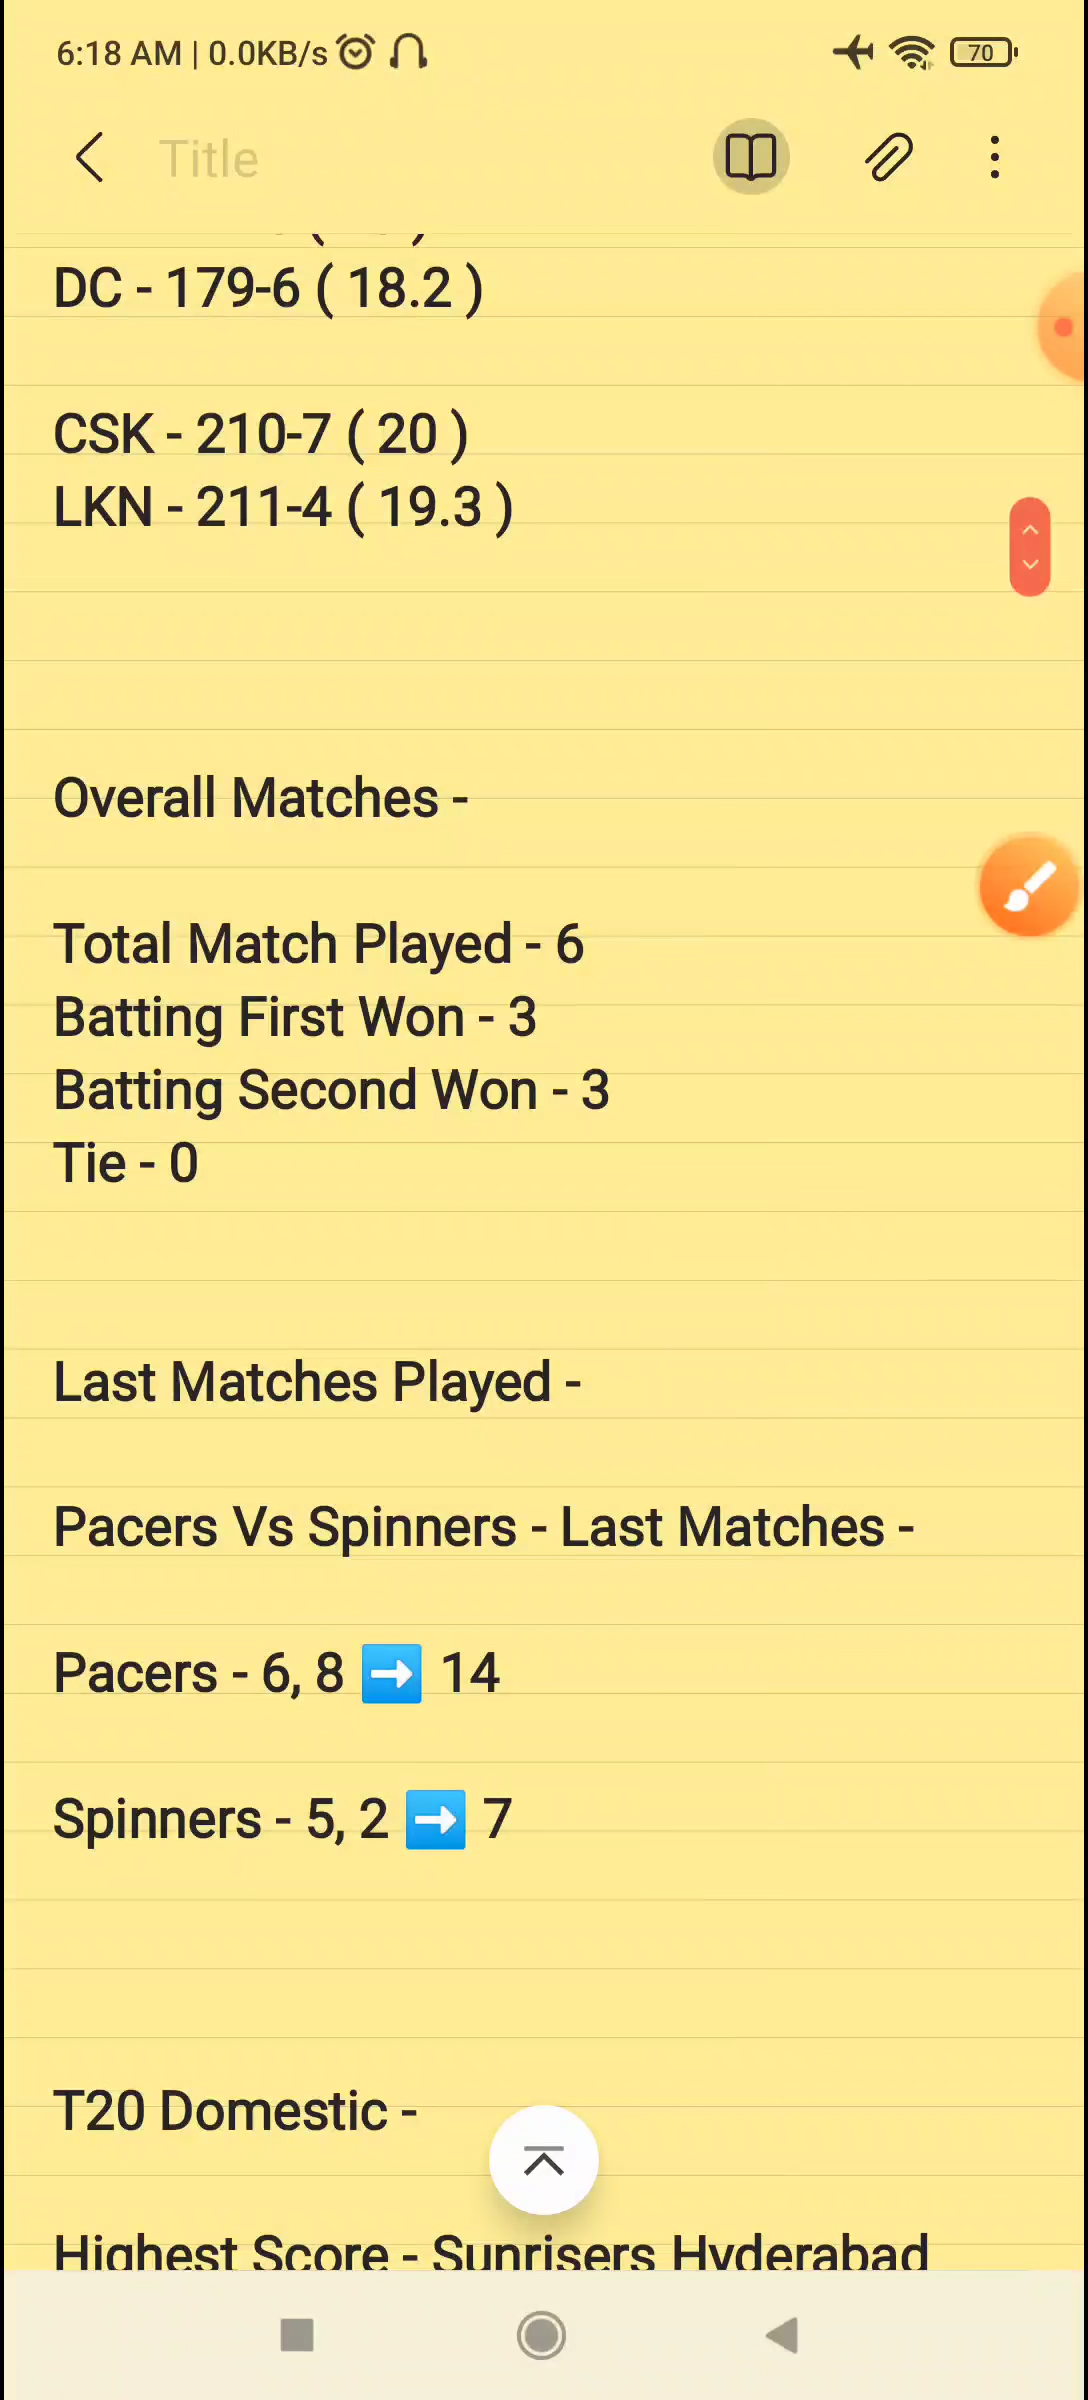 6:18 AM | 0.0KB/s
70
Title
DC - 179-6 ( 18.2 )
CSK - 210-7 ( 20 )
LKN - 211-4 ( 19.3 )
Overall Matches -
Total Match Played - 6
Batting First Won - 3
Batting Second Won - 3
Tie - 0
Last Matches Played -
Pacers Vs Spinners - Last Matches -
Pacers - 6, 8 ➡️ 14
Spinners - 5, 2 ➡️ 7
T20 Domestic -
Highest Score - Sunrisers Hyderabad